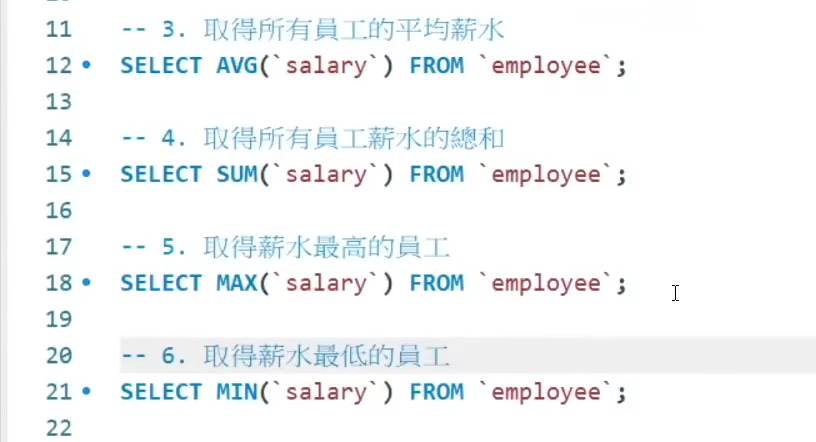 11 -- 3. 取得所有員工的平均薪水
12 SELECT AVG(`salary`) FROM `employee`;
13
14 -- 4. 取得所有員工薪水的總和
15 SELECT SUM(`salary`) FROM `employee`;
16
17 -- 5. 取得薪水最高的員工
18 SELECT MAX(`salary`) FROM `employee`;
19
20 -- 6. 取得薪水最低的員工
21 SELECT MIN(`salary`) FROM `employee`;
22